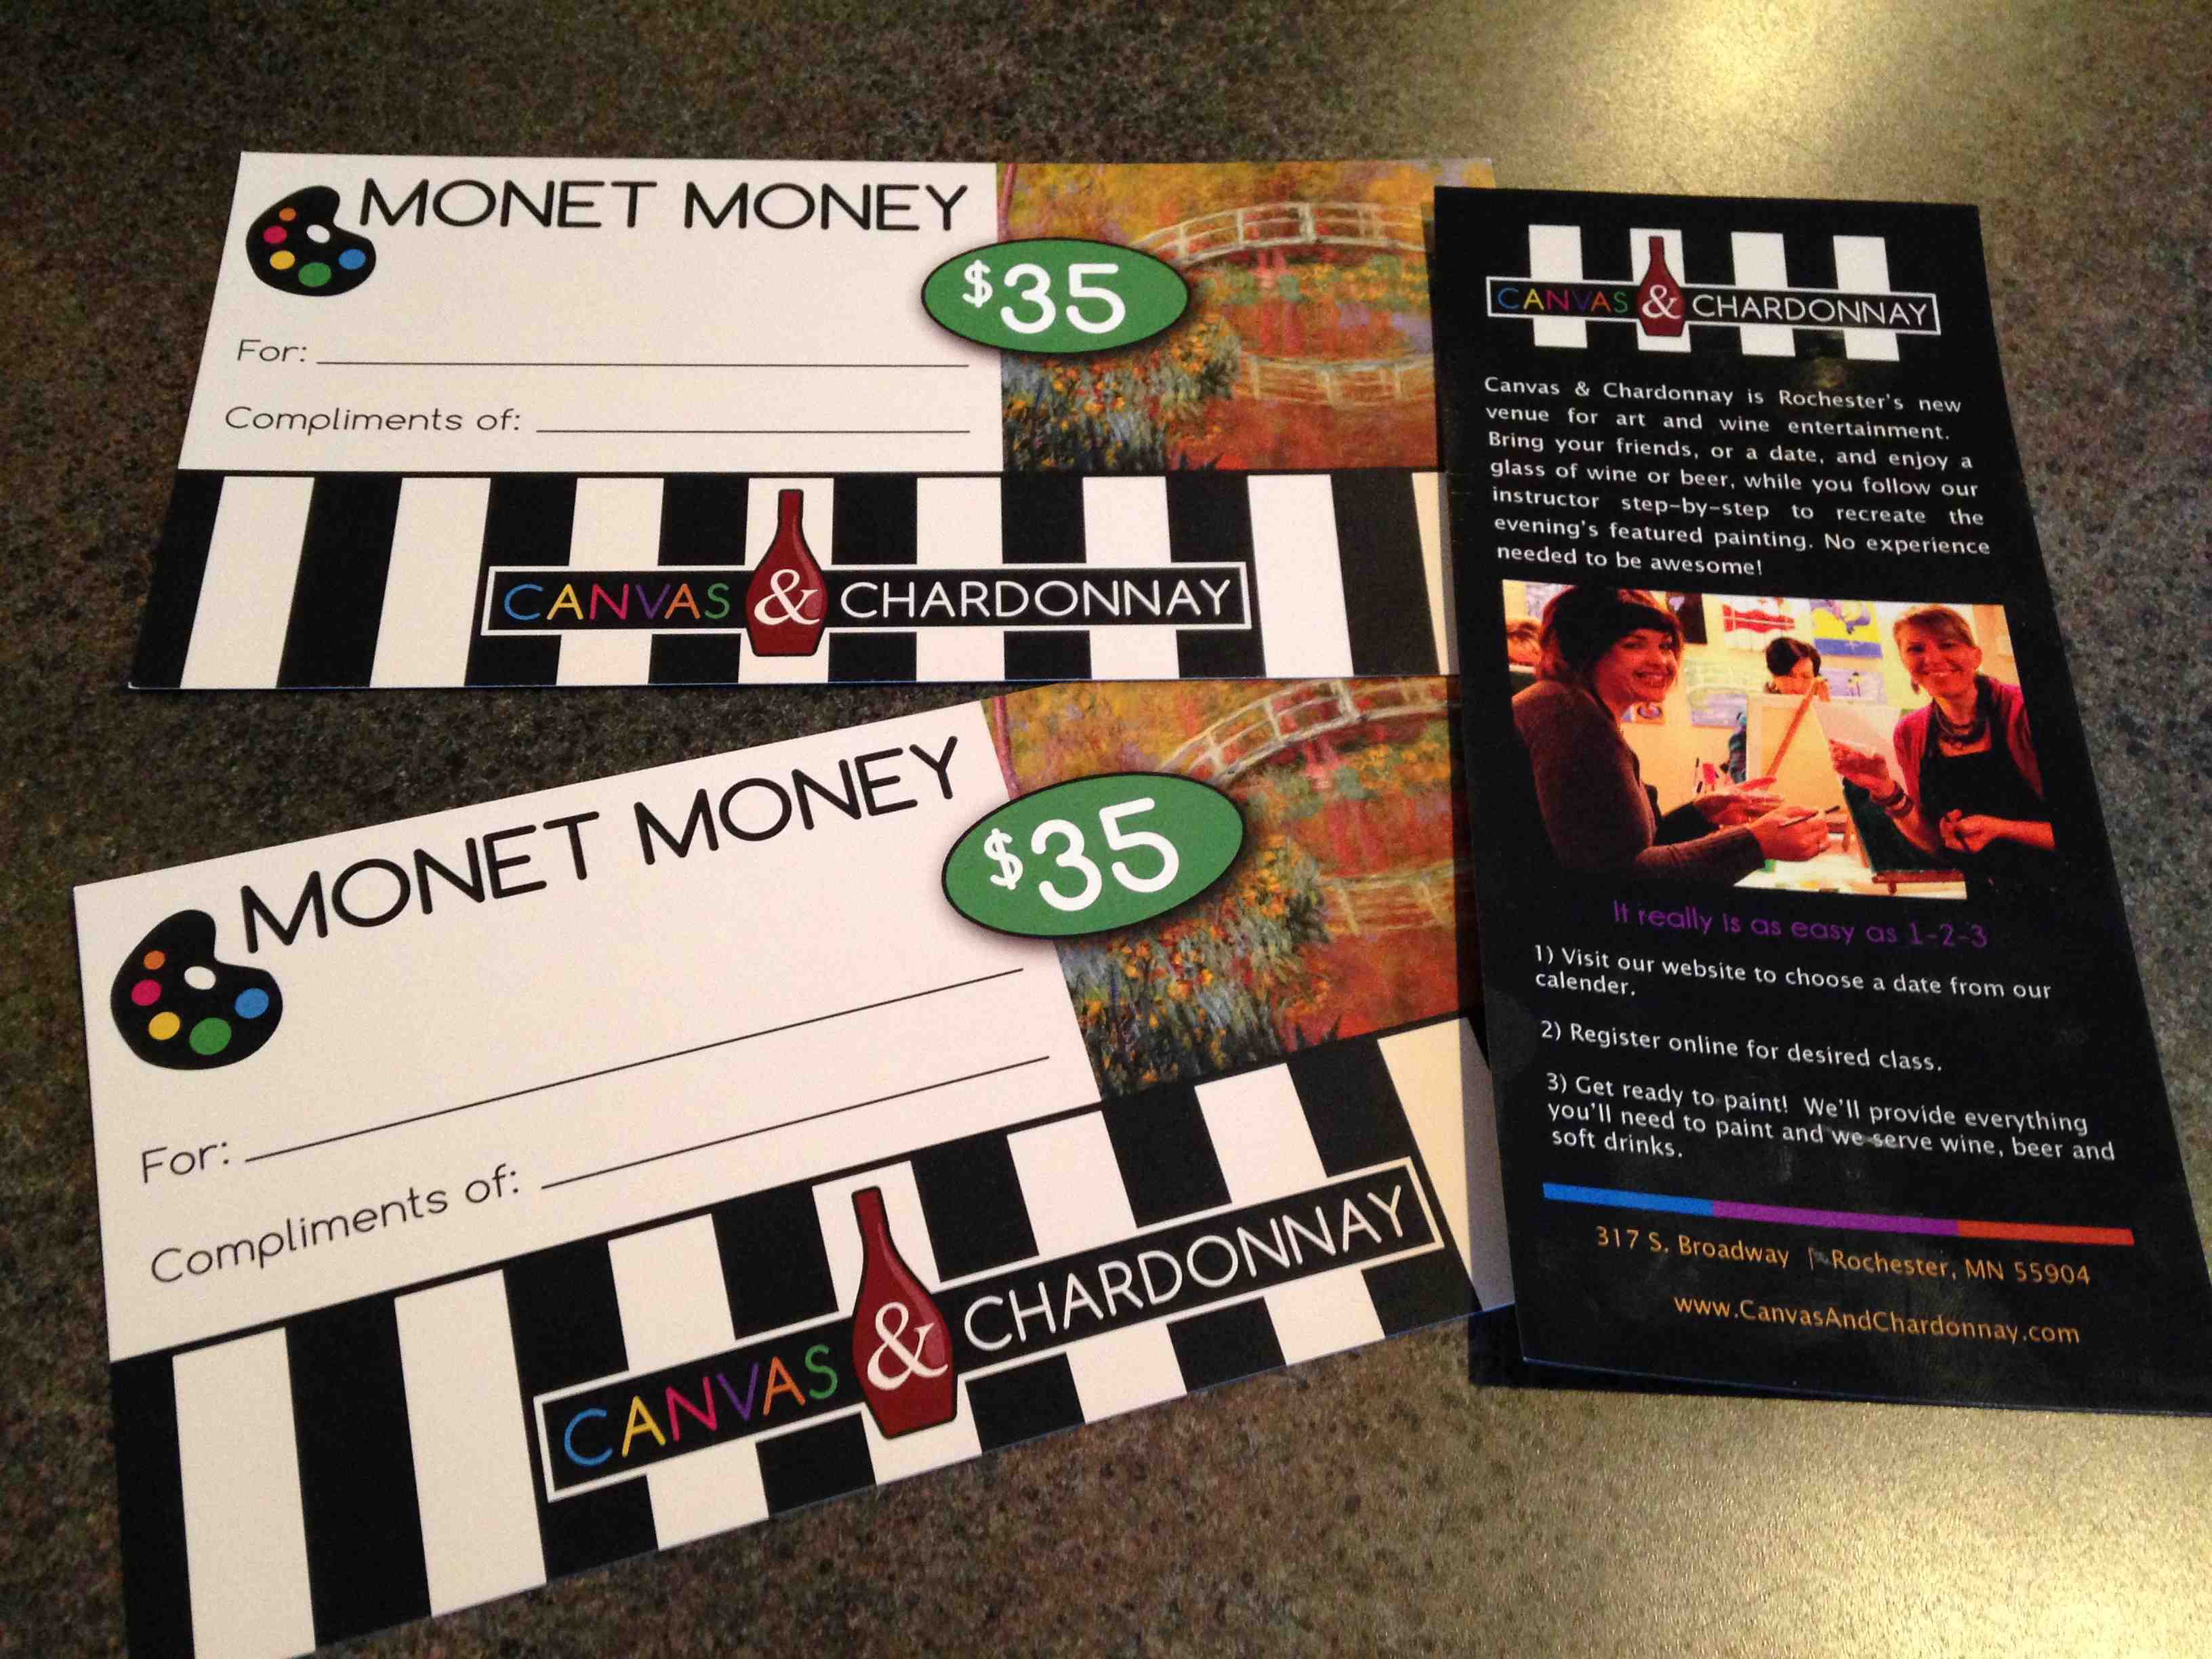 MONET MONEY
$35
For:
Compliments of:
CANVAS & CHARDONNAY
MONET MONEY
$35
For:
Compliments of:
CANVAS & CHARDONNAY
CANVAS & CHARDONNAY
Canvas & Chardonnay is Rochester's new
venue for art and wine entertainment.
Bring your friends, or a date, and enjoy a
glass of wine or beer, while you follow our
instructor step-by-step to recreate the
evening's featured painting. No experience
needed to be awesome!
It really is as easy as 1-2-3
1) Visit our website to choose a date from our
calender.
2) Register online for desired class.
3) Get ready to paint! We'll provide everything
you'll need to paint and we serve wine, beer and
soft drinks.
317 S. Broadway | Rochester, MN 55904
www.CanvasAndChardonnay.com